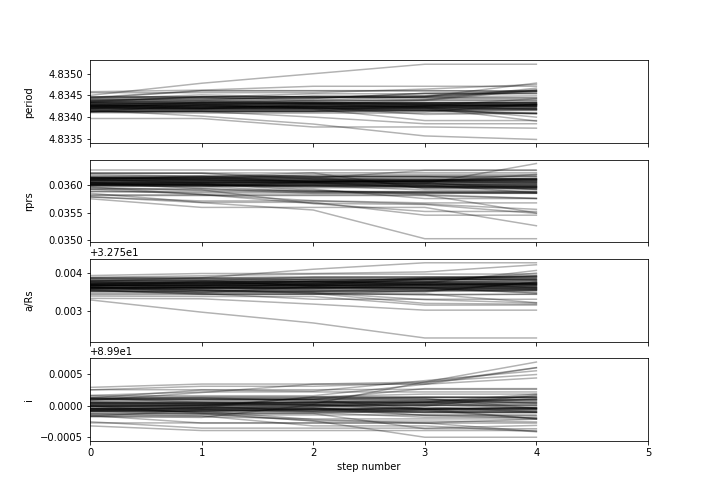 4.8350
4.8345
4.8340
4.8335
period
0.0360
0.0355
0.0350
rprs
+3.275e1
0.004
0.003
a/Rs
+8.99e1
0.0005
0.0000
−0.0005
i
0 1 2 3 4 5
step number